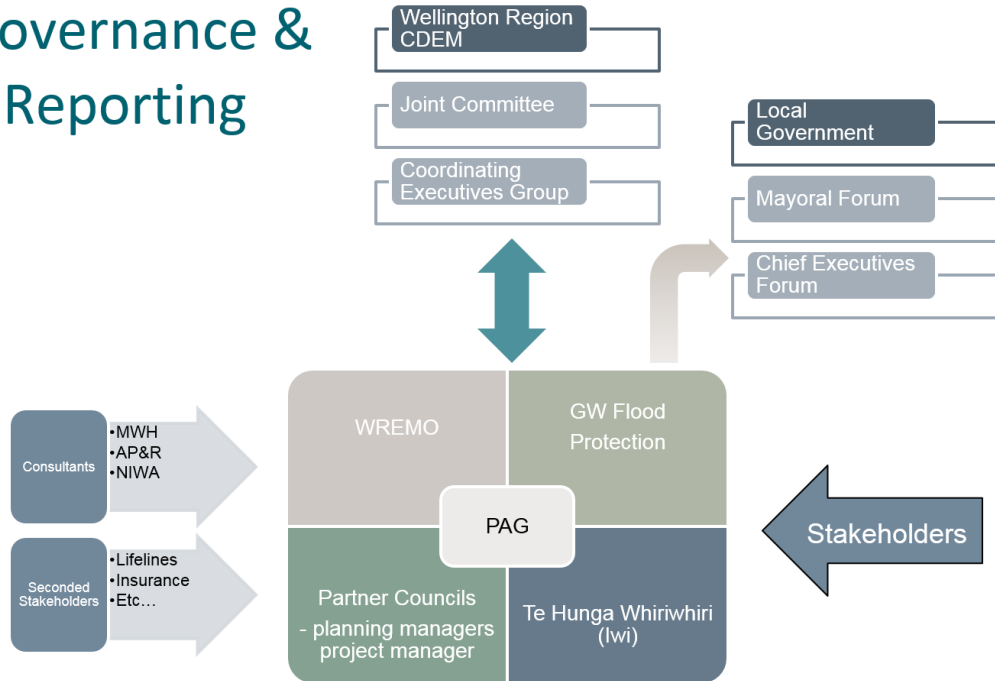 overnance &
Reporting
Wellington Region
CDEM
Joint Committee
Coordinating
Executives Group
Local
Government
Mayoral Forum
Chief Executives
Forum
Consultants
•MWH
•AP&R
•NIWA
Seconded
Stakeholders
•Lifelines
•Insurance
•Etc…
WREMO
GW Flood
Protection
PAG
Partner Councils
- planning managers
project manager
Te Hunga Whiriwhiri
(Iwi)
Stakeholders